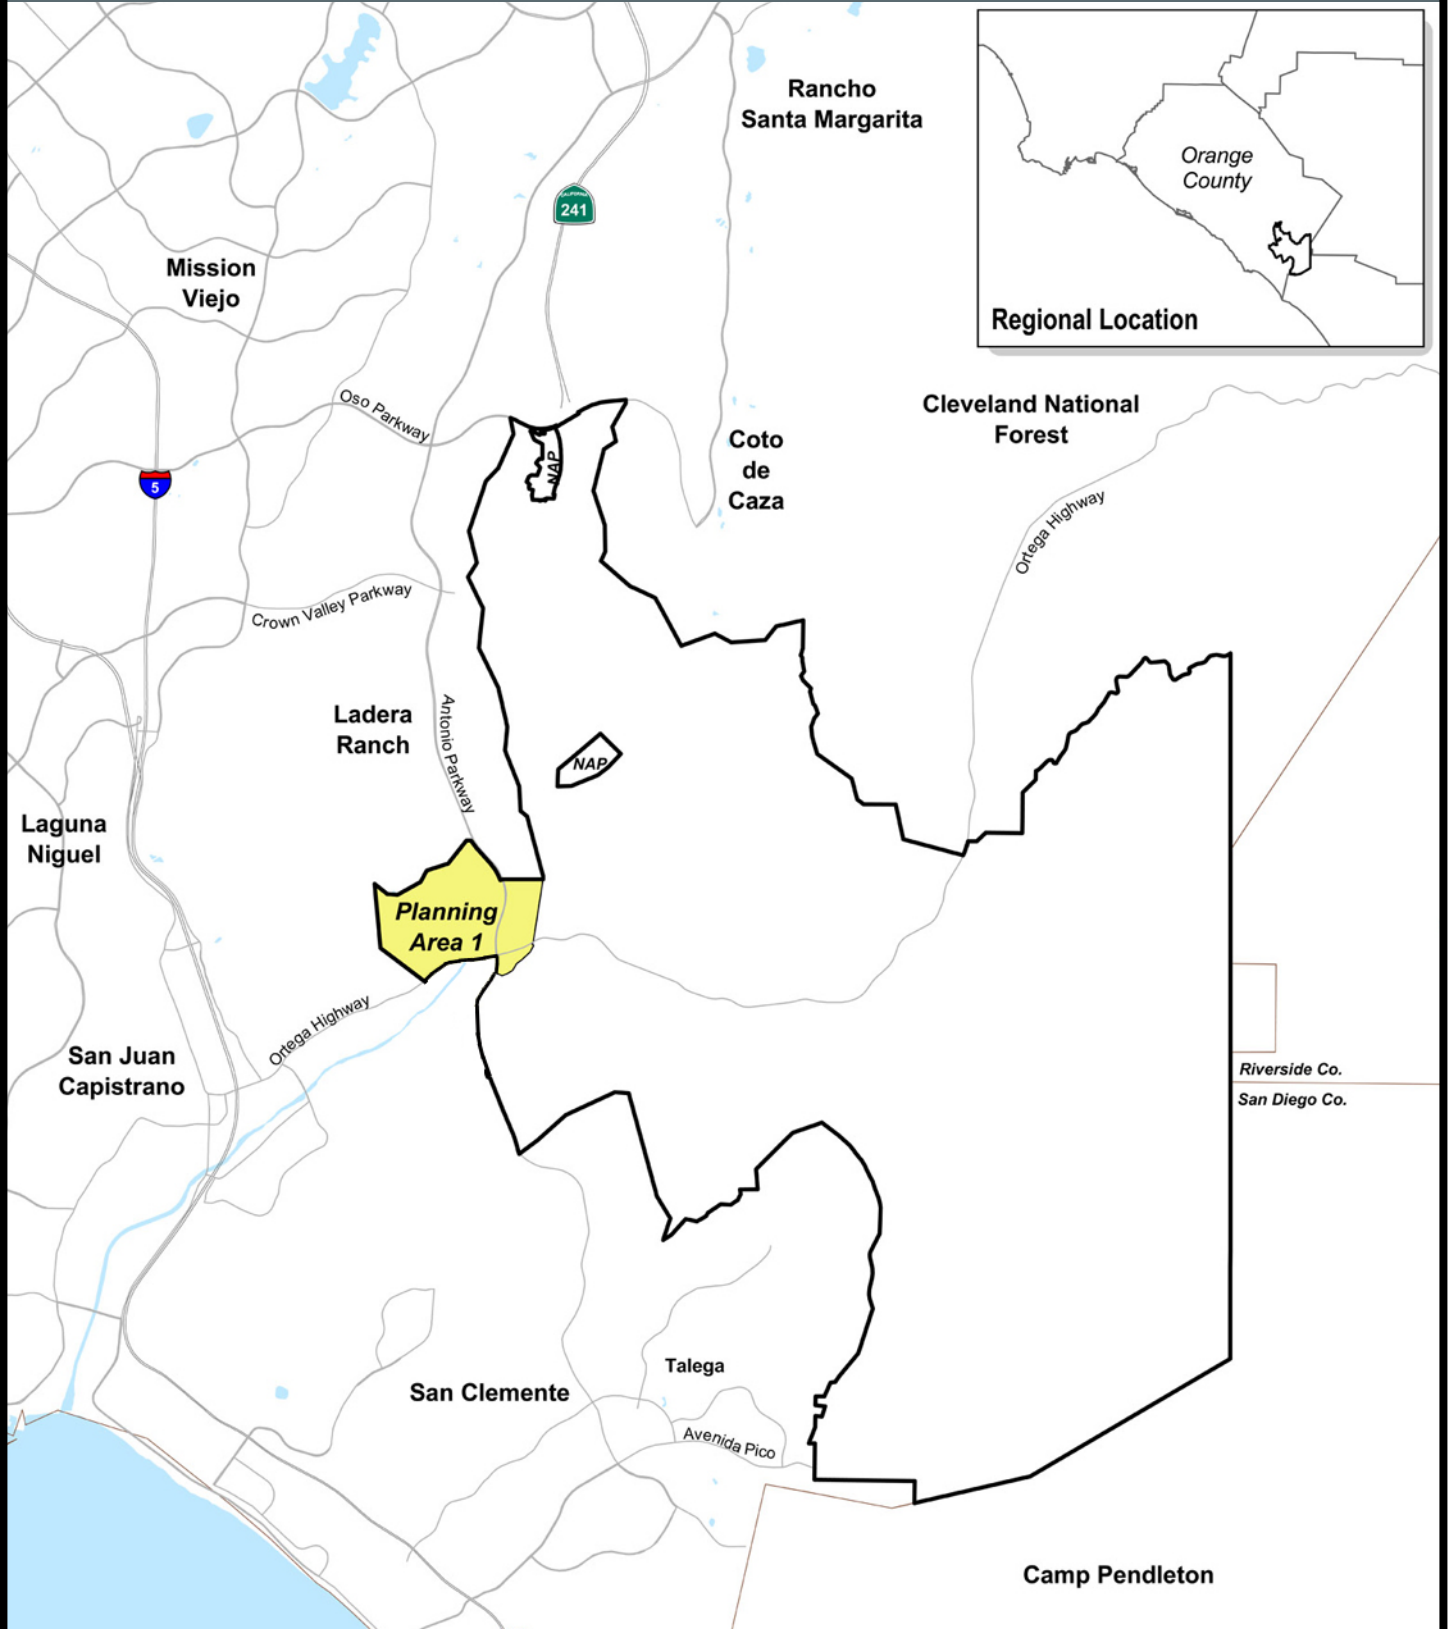 Rancho
Santa Margarita
CALIFORNIA
241
Orange
County
Regional Location
Mission
Viejo
Oso Parkway
Cleveland National
Forest
NAP
Coto
de
Caza
5
Ortega Highway
Crown Valley Parkway
Ladera
Ranch
Antonio Parkway
NAP
Laguna
Niguel
Planning
Area 1
Ortega Highway
San Juan
Capistrano
Riverside Co.
San Diego Co.
Talega
San Clemente
Avenida Pico
Camp Pendleton